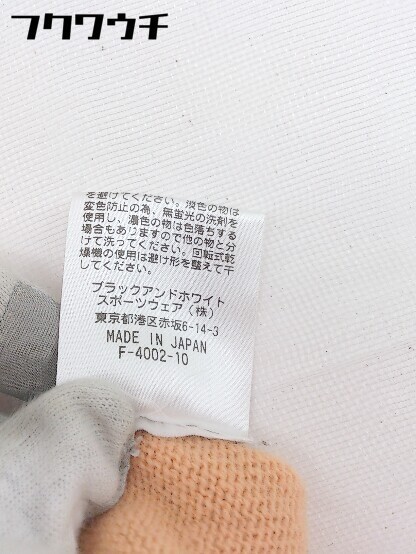 フクワウチ
を避けてください。淡色の物は
変色防止の為、無蛍光の洗剤を
使用し、濃色の物は色落ちする
場合もありますので他の物と分
けて洗ってください。回転式乾
燥機の使用は避け形を整えて干
してください。
ブラックアンドホワイト
スポーツウェア(株)
東京都港区赤坂6-14-3
MADE IN JAPAN
F-4002-10